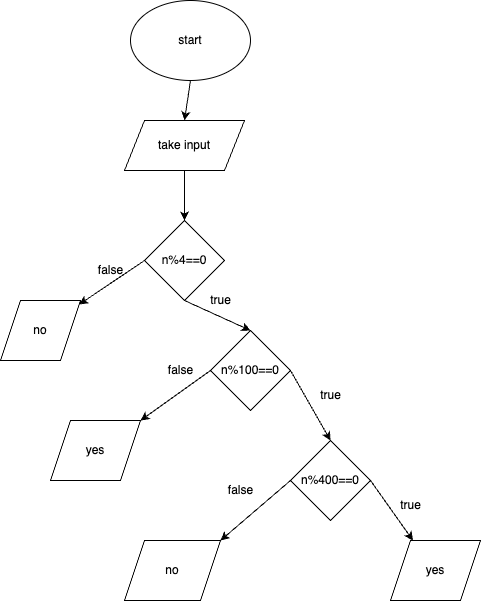 start
take input
n%4==0
false
true
no
n%100==0
false
true
yes
n%400==0
false
true
no
yes